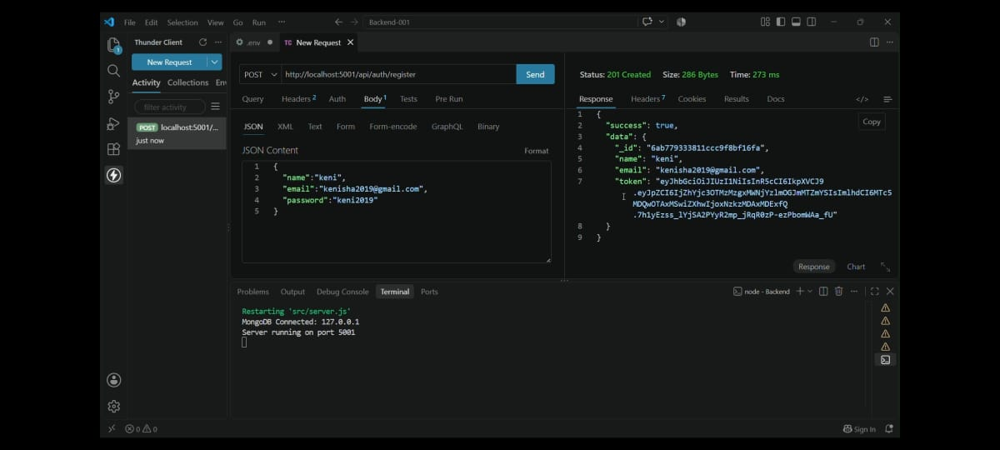 File Edit Selection View Go Run ··· Backend-001
Thunder Client
.env
TC New Request
New Request
Activity Collections Env
filter activity
POST localhost:5001/...
just now
POST http://localhost:5001/api/auth/register Send
Query Headers 2 Auth Body 1 Tests Pre Run
JSON XML Text Form Form-encode GraphQL Binary
JSON Content Format
1 {
2 "name":"keni",
3 "email":"kenisha2019@gmail.com",
4 "password":"keni2019"
5 }
Status: 201 Created Size: 286 Bytes Time: 273 ms
Response Headers 7 Cookies Results Docs </>
Copy
1 {
2 "success": true,
3 "data": {
4 "_id": "6ab779333811ccc9f8bf16fa",
5 "name": "keni",
6 "email": "kenisha2019@gmail.com",
7 "token": "eyJhbGciOiJIUzI1NiIsInR5cCI6IkpXVCJ9
.eyJpZCI6IjZhYjc3OTMzMzgxMWNjYzlmOGJmMTZmYSIsImlhdCI6MTc5
MDQwOTAxMSwiZXhwIjoxNzkzMDAxMDExfQ
.7h1yEzss_lYjSA2PYyR2mp_jRqR0zP-ezPbomWAa_fU"
8 }
9 }
Response Chart
Problems Output Debug Console Terminal Ports
node - Backend
Restarting 'src/server.js'
MongoDB Connected: 127.0.0.1
Server running on port 5001
0 0
Sign In